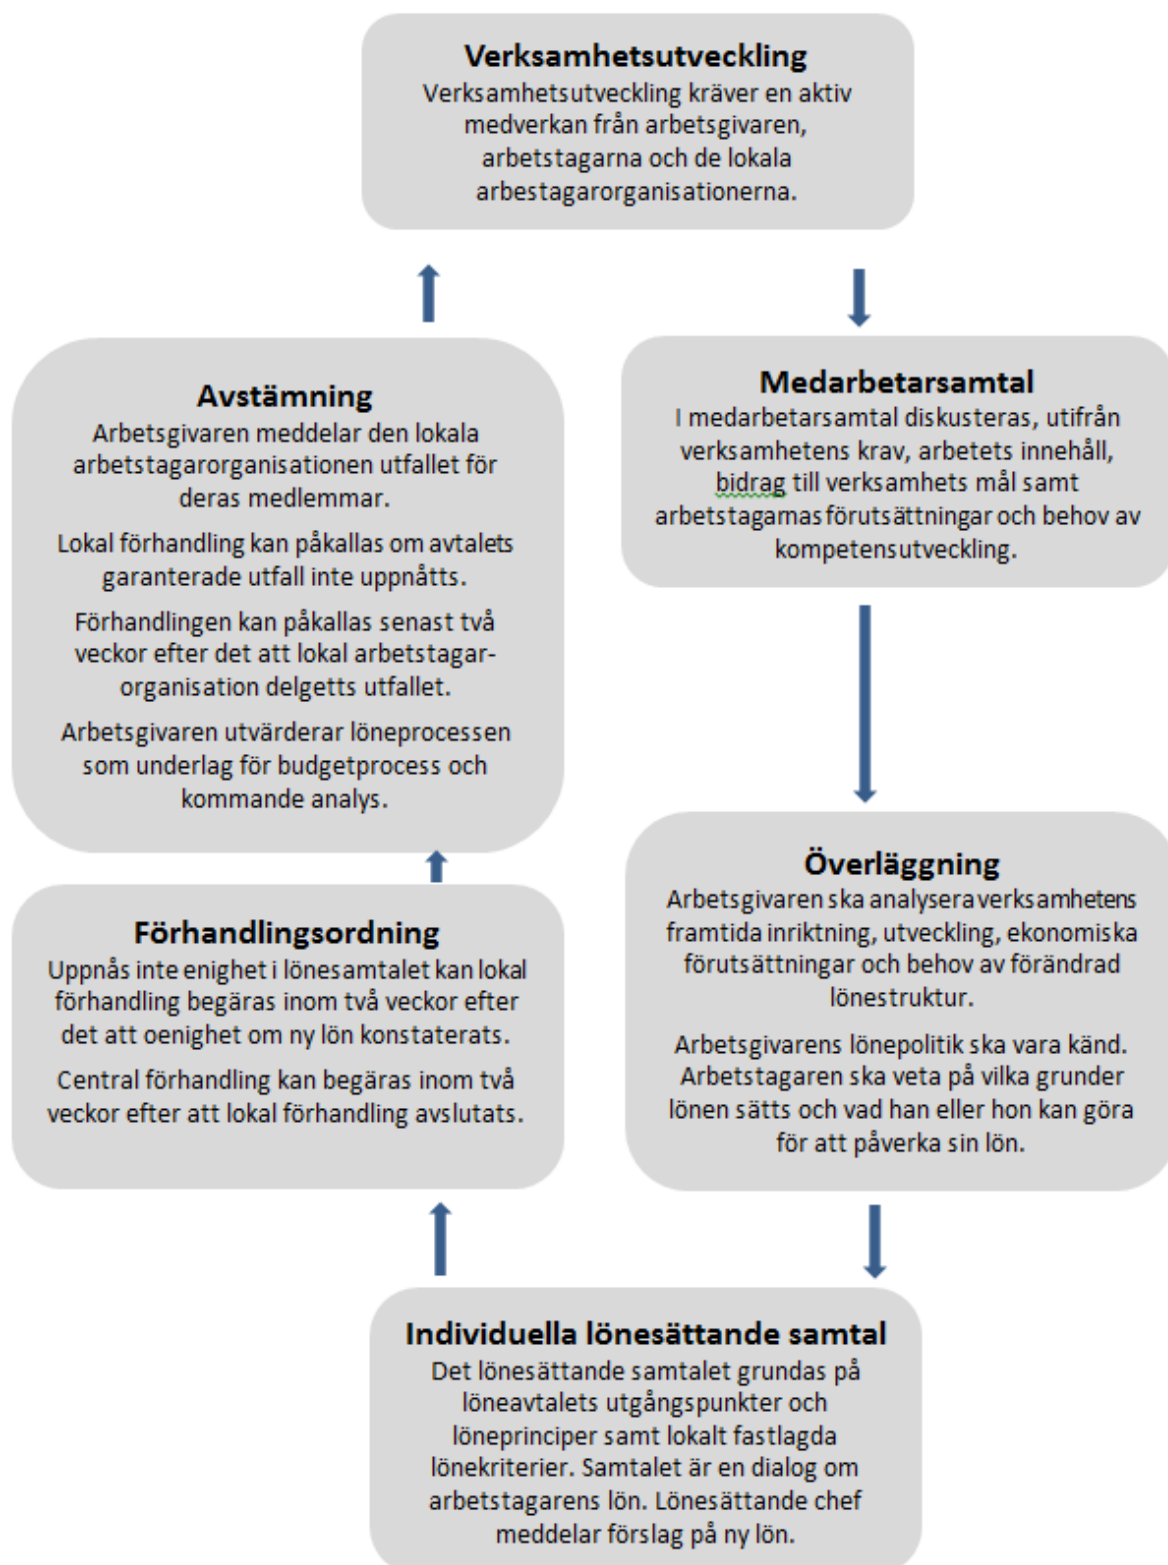 Verksamhetsutveckling
Verksamhetsutveckling kräver en aktiv
medverkan från arbetsgivaren,
arbetstagarna och de lokala
arbestagarorganisationerna.
Medarbetarsamtal
I medarbetarsamtal diskusteras, utifrån
verksamhetens krav, arbetets innehåll,
bidrag till verksamhets mål samt
arbetstagarnas förutsättningar och behov av
kompetensutveckling.
Överläggning
Arbetsgivaren ska analysera verksamhetens
framtida inriktning, utveckling, ekonomiska
förutsättningar och behov av förändrad
lönestruktur.
Arbetsgivarens lönepolitik ska vara känd.
Arbetstagaren ska veta på vilka grunder
lönen sätts och vad han eller hon kan göra
för att påverka sin lön.
Individuella lönesättande samtal
Det lönesättande samtalet grundas på
löneavtalets utgångspunkter och
löneprinciper samt lokalt fastlagda
lönekriterier. Samtalet är en dialog om
arbetstagarens lön. Lönesättande chef
meddelar förslag på ny lön.
Förhandlingsordning
Uppnås inte enighet i lönesamtalet kan lokal
förhandling begäras inom två veckor efter
det att oenighet om ny lön konstaterats.
Central förhandling kan begäras inom två
veckor efter att lokal förhandling avslutats.
Avstämning
Arbetsgivaren meddelar den lokala
arbetstagarorganisationen utfallet för
deras medlemmar.
Lokal förhandling kan påkallas om avtalets
garanterade utfall inte uppnåtts.
Förhandlingen kan påkallas senast två
veckor efter det att lokal arbetstagar-
organisation delgetts utfallet.
Arbetsgivaren utvärderar löneprocessen
som underlag för budgetprocess och
kommande analys.